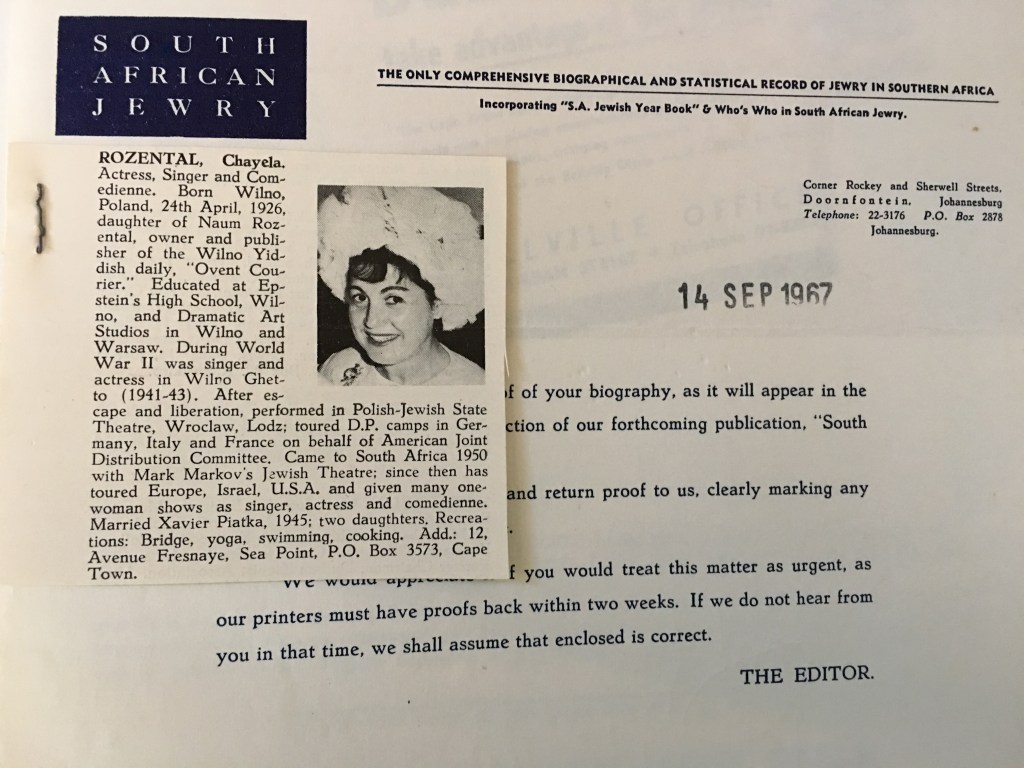 SOUTH
AFRICAN
JEWRY
THE ONLY COMPREHENSIVE BIOGRAPHICAL AND STATISTICAL RECORD OF JEWRY IN SOUTHERN AFRICA
Incorporating "S.A. Jewish Year Book" & Who's Who in South African Jewry.
Corner Rockey and Sherwell Streets,
Doornfontein, Johannesburg
Telephone: 22-3176 P.O. Box 2878
Johannesburg.
14 SEP 1967
ROZENTAL, Chayela.
Actress, Singer and Com-
edienne. Born Wilno,
Poland, 24th April, 1926,
daughter of Naum Roz-
ental, owner and publi-
sher of the Wilno Yid-
dish daily, "Ovent Cou-
rier." Educated at Ep-
stein's High School, Wil-
no, and Dramatic Art
Studios in Wilno and
Warsaw. During World
War II was singer and
actress in Wilno Ghet-
to (1941-43). After es-
cape and liberation, performed in Polish-Jewish State
Theatre, Wroclaw, Lodz; toured D.P. camps in Ger-
many, Italy and France on behalf of American Joint
Distribution Committee. Came to South Africa 1950
with Mark Markov's Jewish Theatre; since then has
toured Europe, Israel, U.S.A. and given many one-
woman shows as singer, actress and comedienne.
Married Xavier Piatka, 1945; two daugthters. Recrea-
tions: Bridge, yoga, swimming, cooking. Add.: 12,
Avenue Fresnaye, Sea Point, P.O. Box 3573, Cape
Town.
of your biography, as it will appear in the
ction of our forthcoming publication, "South
and return proof to us, clearly marking any
We would appreciate if you would treat this matter as urgent, as
our printers must have proofs back within two weeks. If we do not hear from
you in that time, we shall assume that enclosed is correct.
THE EDITOR.